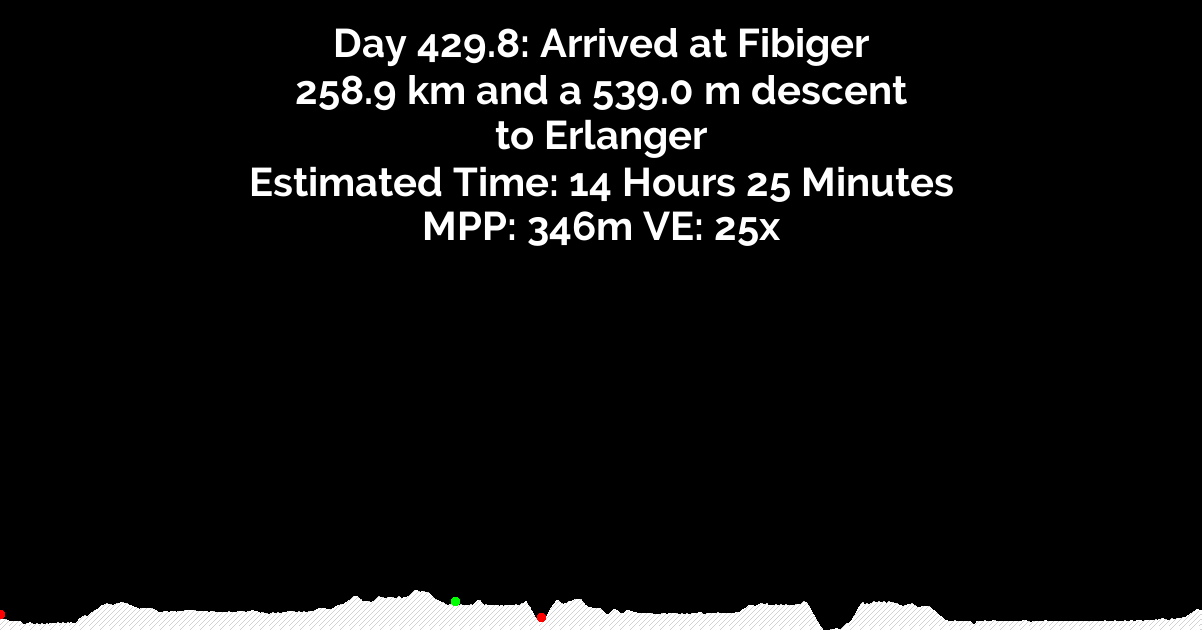 Day 429.8: Arrived at Fibiger
258.9 km and a 539.0 m descent
to Erlanger
Estimated Time: 14 Hours 25 Minutes
MPP: 346m VE: 25x